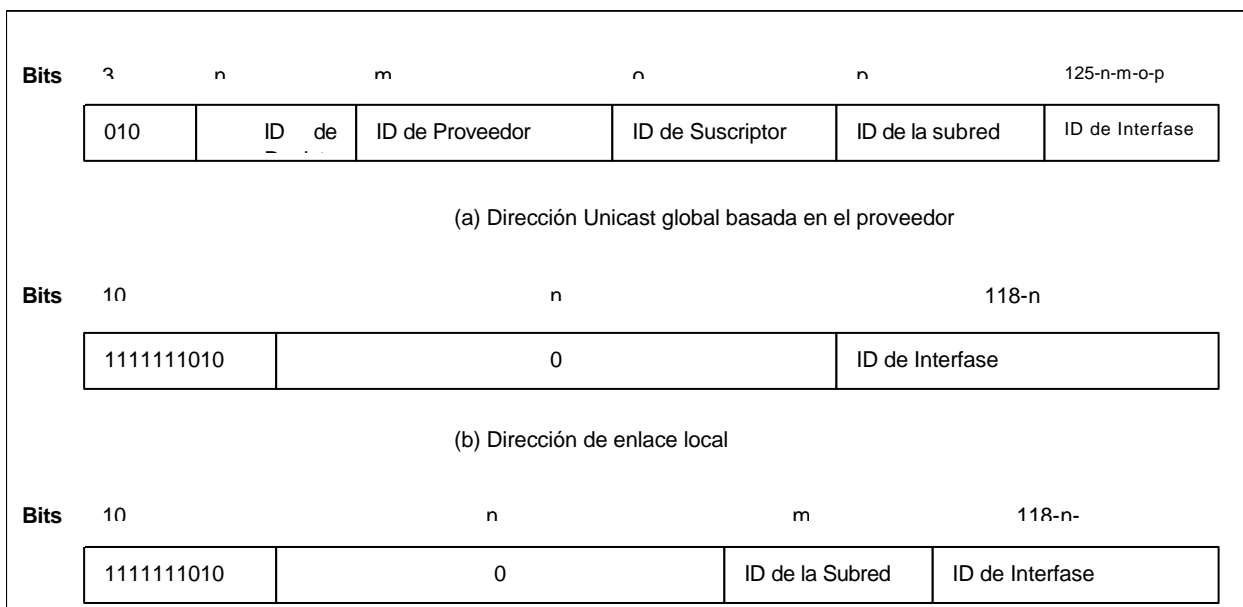 Bits 3 n m o p 125-n-m-o-p
010 ID de ID de Proveedor ID de Suscriptor ID de la subred ID de Interfase
(a) Dirección Unicast global basada en el proveedor
Bits 10 n 118-n
1111111010 0 ID de Interfase
(b) Dirección de enlace local
Bits 10 n m 118-n-
1111111010 0 ID de la Subred ID de Interfase